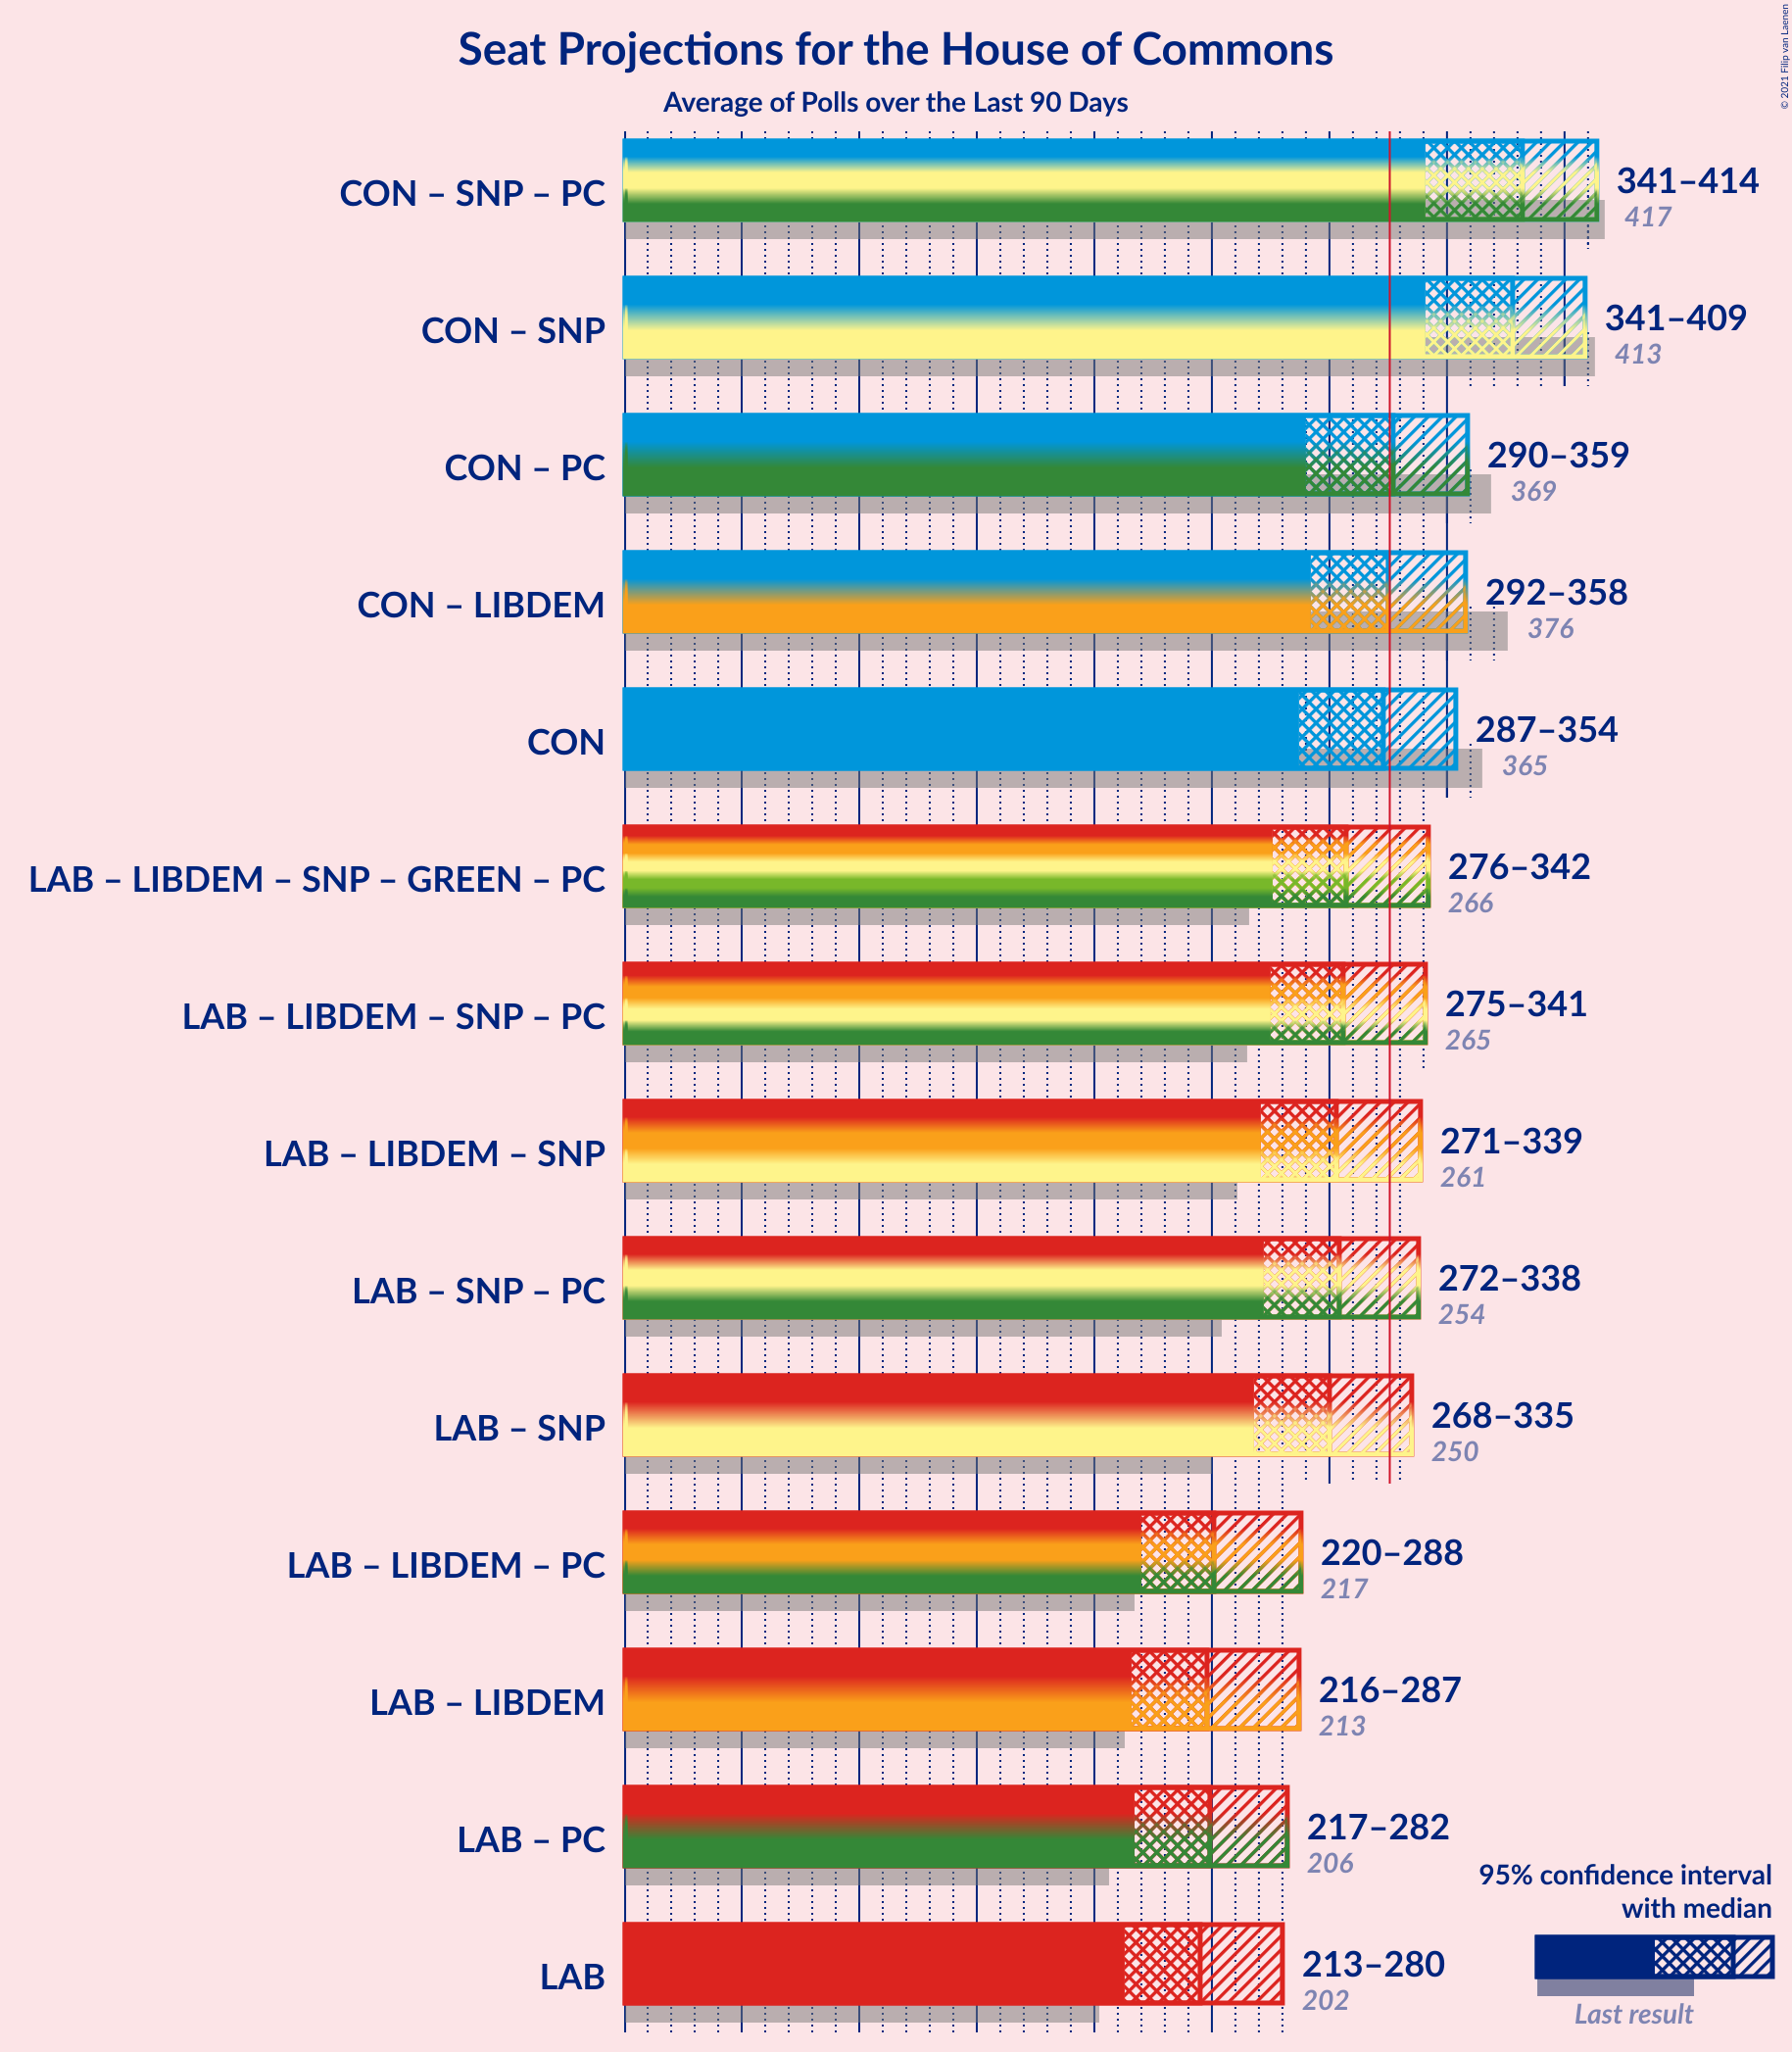 Seat Projections for the House of Commons
Average of Polls over the Last 90 Days
© 2021 Filip van Laenen
CON – SNP – PC
341–414
417
CON – SNP
341–409
413
CON – PC
290–359
369
CON – LIBDEM
292–358
376
CON
287–354
365
LAB – LIBDEM – SNP – GREEN – PC
276–342
266
LAB – LIBDEM – SNP – PC
275–341
265
LAB – LIBDEM – SNP
271–339
261
LAB – SNP – PC
272–338
254
LAB – SNP
268–335
250
LAB – LIBDEM – PC
220–288
217
LAB – LIBDEM
216–287
213
LAB – PC
217–282
206
LAB
213–280
202
95% confidence interval
with median
Last result